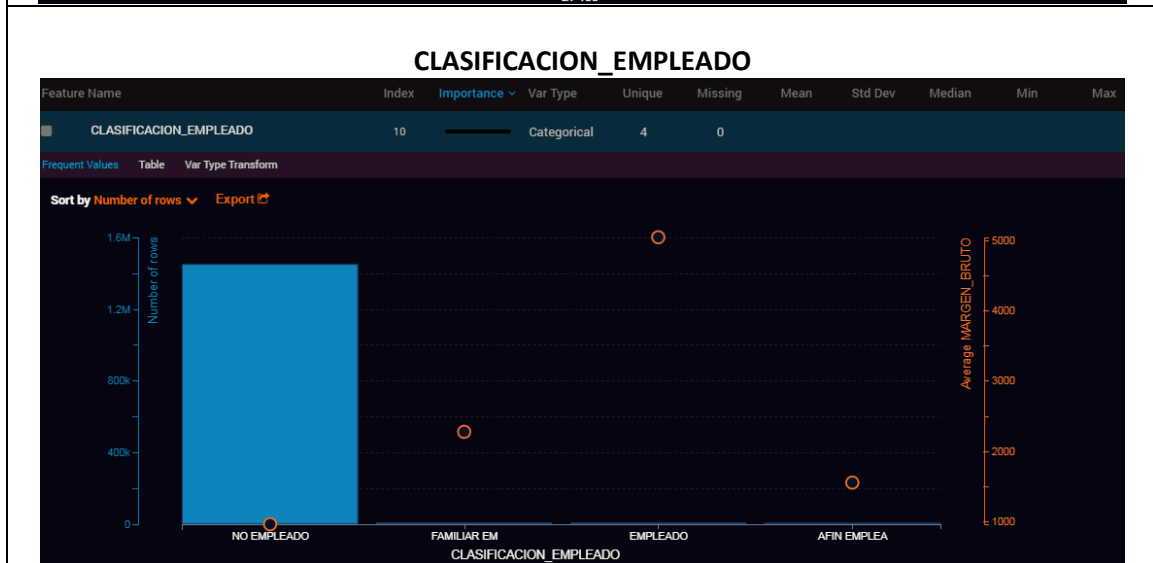 CLASIFICACION_EMPLEADO
Feature Name Index Importance Var Type Unique Missing Mean Std Dev Median Min Max
CLASIFICACION_EMPLEADO 10 Categorical 4 0
Frequent Values Table Var Type Transform
Sort by Number of rows Export
Number of rows
1.6M
1.2M
800k
400k
0
Average MARGEN_BRUTO
5000
4000
3000
2000
1000
NO EMPLEADO FAMILIAR EM EMPLEADO AFIN EMPLEA
CLASIFICACION_EMPLEADO